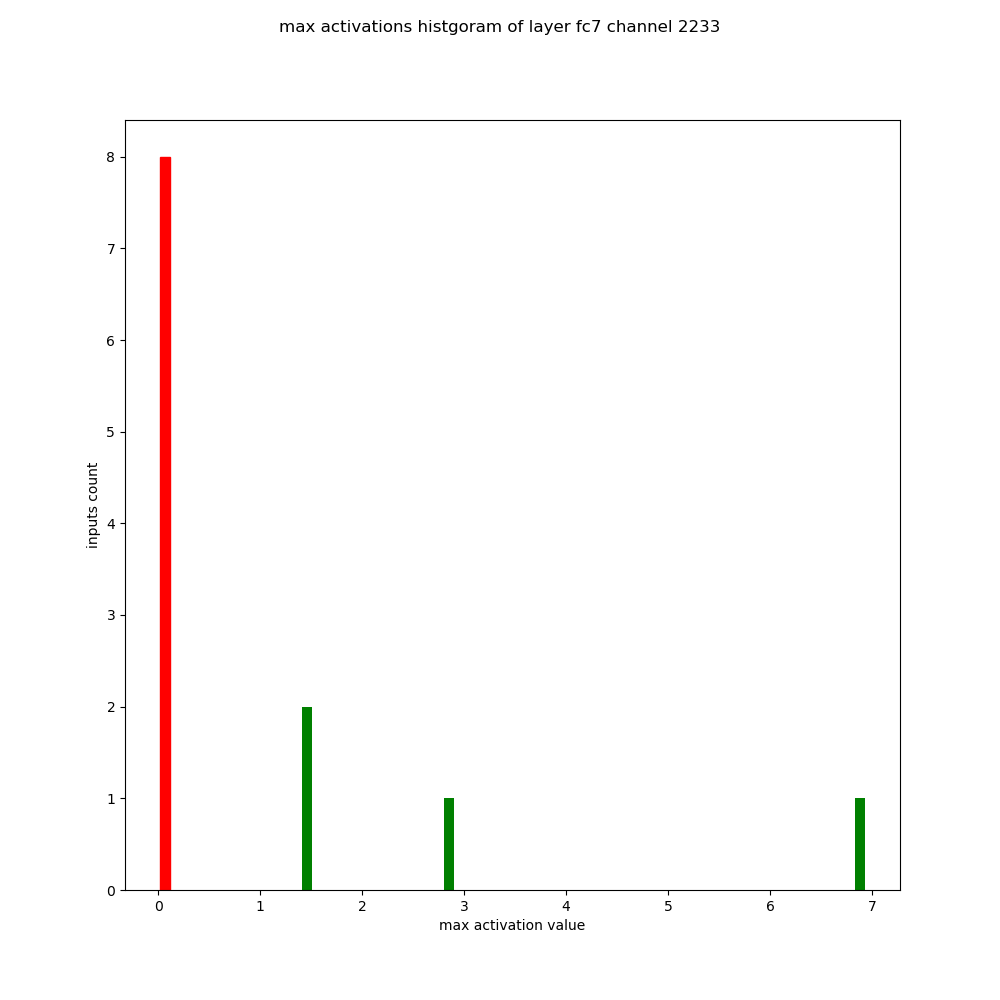 max activations histgoram of layer fc7 channel 2233
8
7
6
5
4
3
2
1
0
inputs count
0 1 2 3 4 5 6 7
max activation value